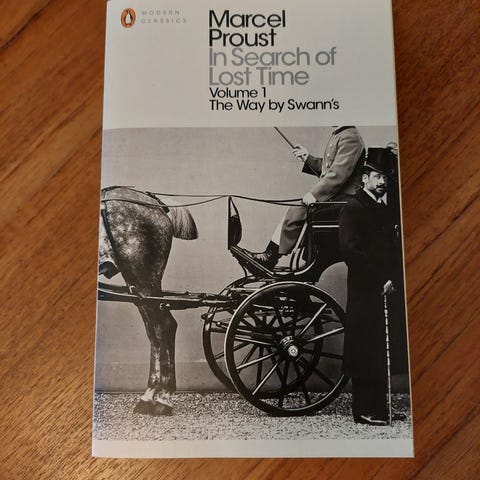 MODERN
CLASSICS
Marcel
Proust
In Search of
Lost Time
Volume 1
The Way by Swann's